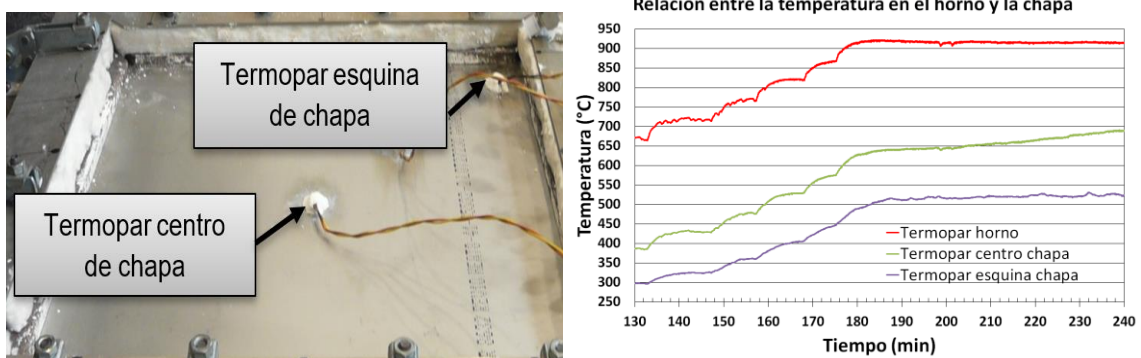 Termopar esquina
de chapa
Termopar centro
de chapa
Relación entre la temperatura en el horno y la chapa
Temperatura (°C)
950
900
850
800
750
700
650
600
550
500
450
400
350
300
250
Termopar horno
Termopar centro chapa
Termopar esquina chapa
130 140 150 160 170 180 190 200 210 220 230 240
Tiempo (min)